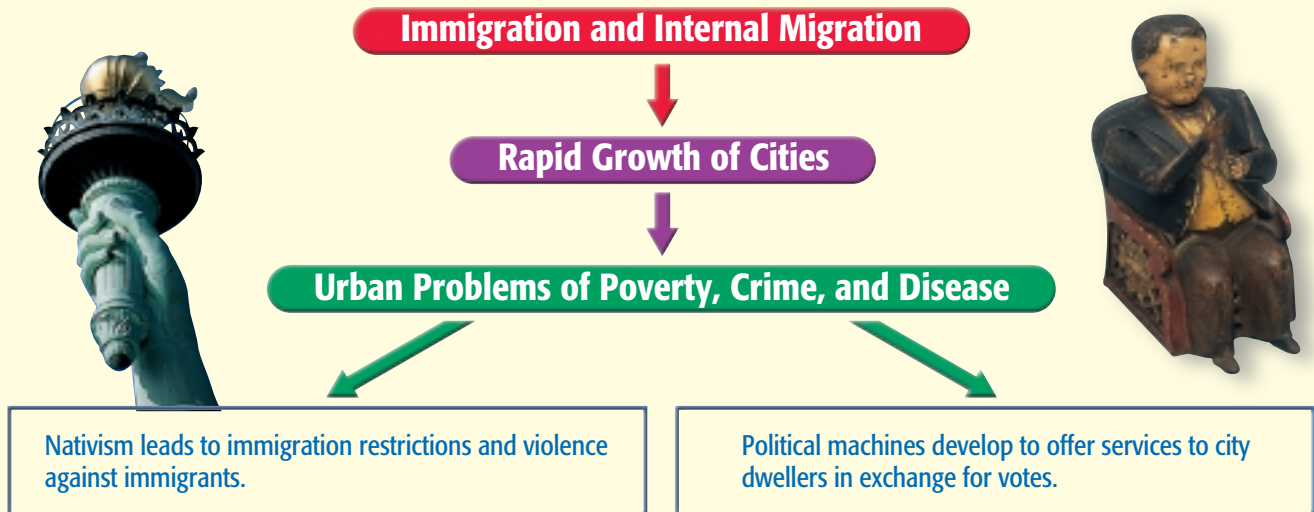 Immigration and Internal Migration
Rapid Growth of Cities
Urban Problems of Poverty, Crime, and Disease
Nativism leads to immigration restrictions and violence
against immigrants.
Political machines develop to offer services to city
dwellers in exchange for votes.